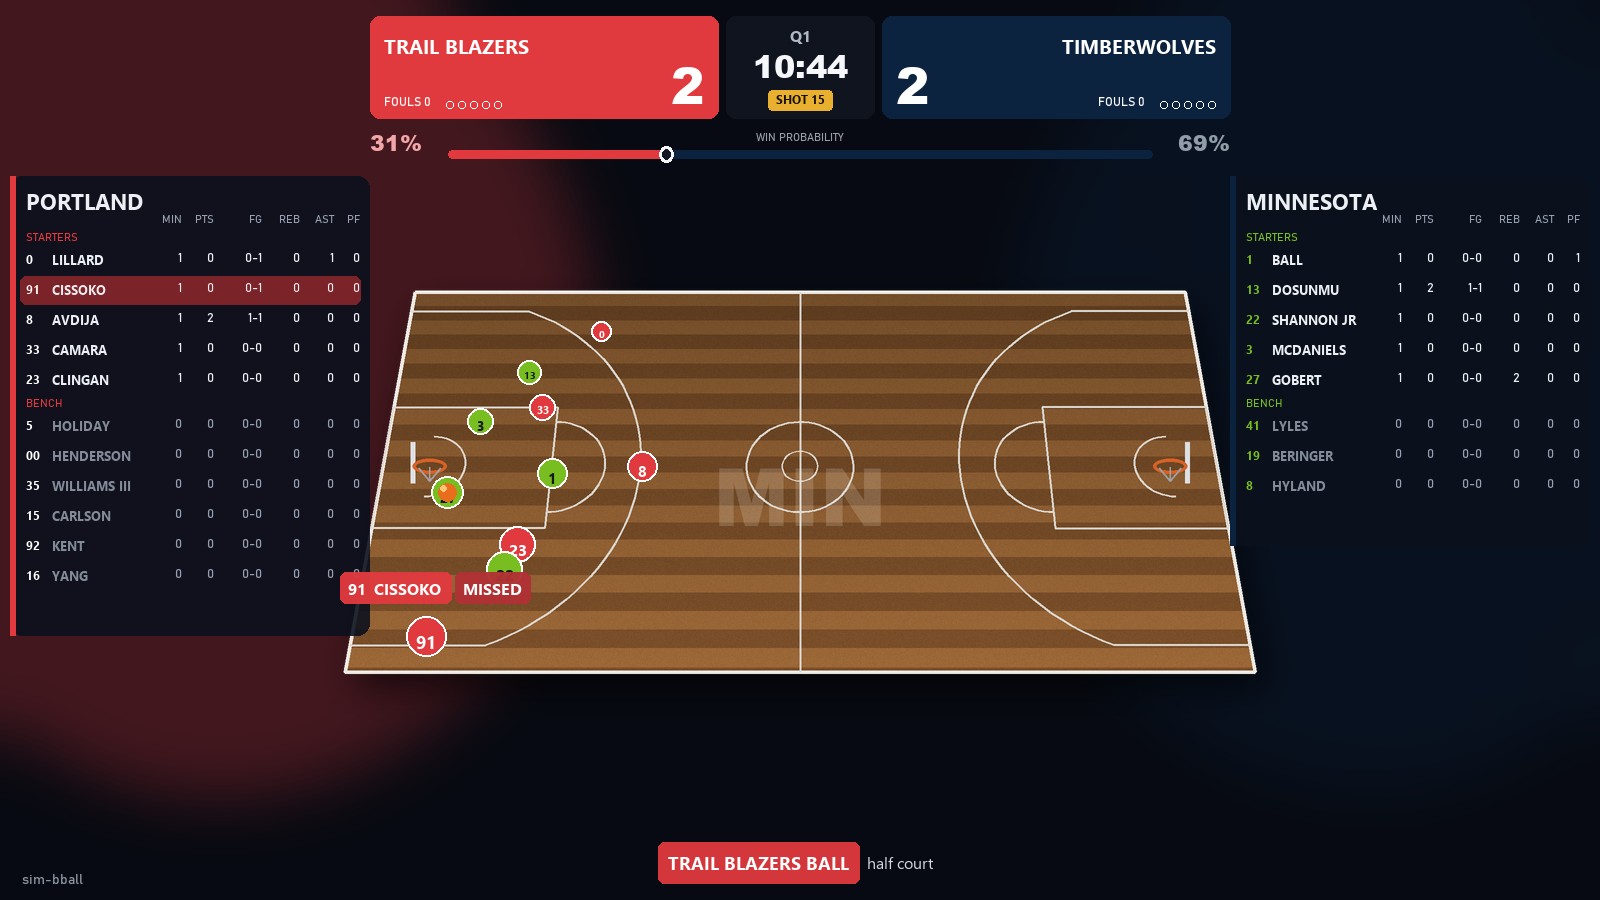 TRAIL BLAZERS
2
FOULS 0
Q1
10:44
SHOT 15
TIMBERWOLVES
2
FOULS 0
31%
WIN PROBABILITY
69%
PORTLAND
MIN PTS FG REB AST PF
STARTERS
0 LILLARD 1 0 0-1 0 1 0
91 CISSOKO 1 0 0-1 0 0 0
8 AVDIJA 1 2 1-1 0 0 0
33 CAMARA 1 0 0-0 0 0 0
23 CLINGAN 1 0 0-0 0 0 0
BENCH
5 HOLIDAY 0 0 0-0 0 0 0
00 HENDERSON 0 0 0-0 0 0 0
35 WILLIAMS III 0 0 0-0 0 0 0
15 CARLSON 0 0 0-0 0 0 0
92 KENT 0 0 0-0 0 0 0
16 YANG 0 0 0-0 0 0
MINNESOTA
MIN PTS FG REB AST PF
STARTERS
1 BALL 1 0 0-0 0 0 1
13 DOSUNMU 1 2 1-1 0 0 0
22 SHANNON JR 1 0 0-0 0 0 0
3 MCDANIELS 1 0 0-0 0 0 0
27 GOBERT 1 0 0-0 2 0 0
BENCH
41 LYLES 0 0 0-0 0 0 0
19 BERINGER 0 0 0-0 0 0 0
8 HYLAND 0 0 0-0 0 0 0
0
13
33
3
8
1
MIN
23
91 CISSOKO MISSED
91
TRAIL BLAZERS BALL half court
sim-bball